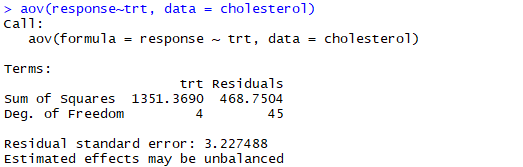 > aov(response~trt, data = cholesterol)
Call:
   aov(formula = response ~ trt, data = cholesterol)

Terms:
                      trt Residuals
Sum of Squares  1351.3690  468.7504
Deg. of Freedom         4        45

Residual standard error: 3.227488
Estimated effects may be unbalanced